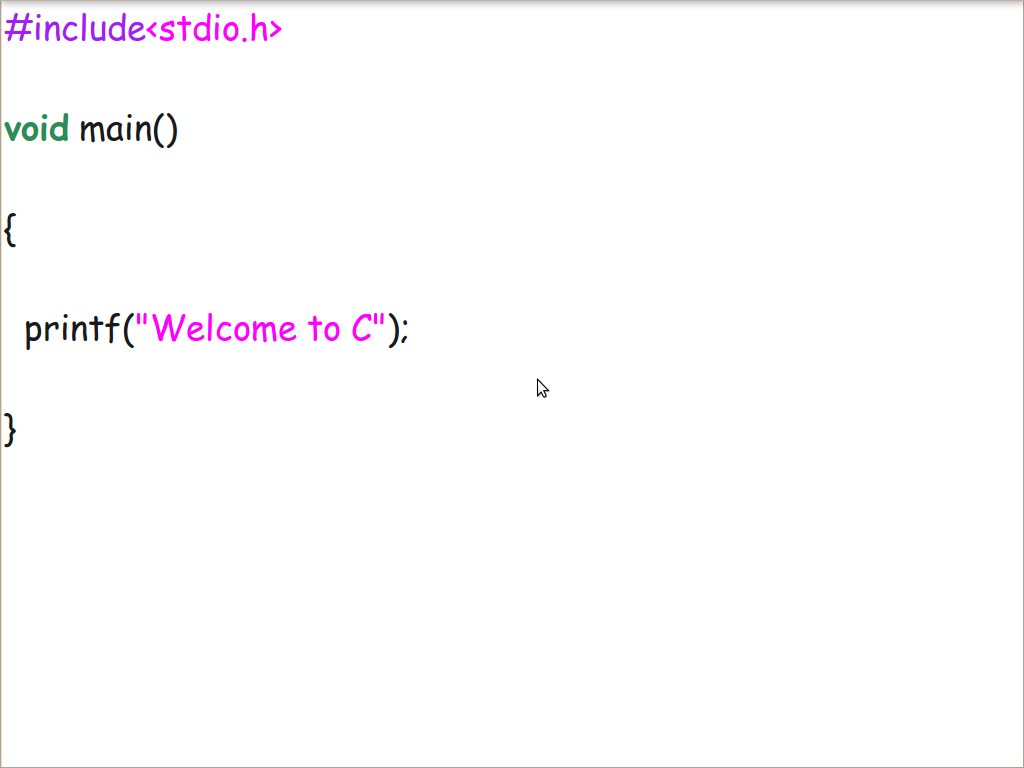 #include<stdio.h>
void main()
{
printf("Welcome to C");
}